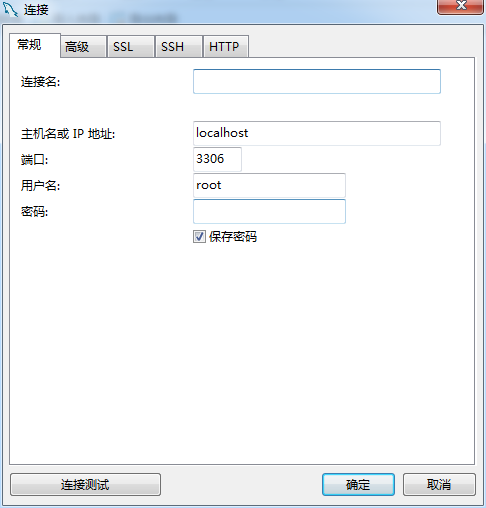 连接
常规 高级 SSL SSH HTTP
连接名:
主机名或 IP 地址: localhost
端口: 3306
用户名: root
密码:
保存密码
连接测试 确定 取消